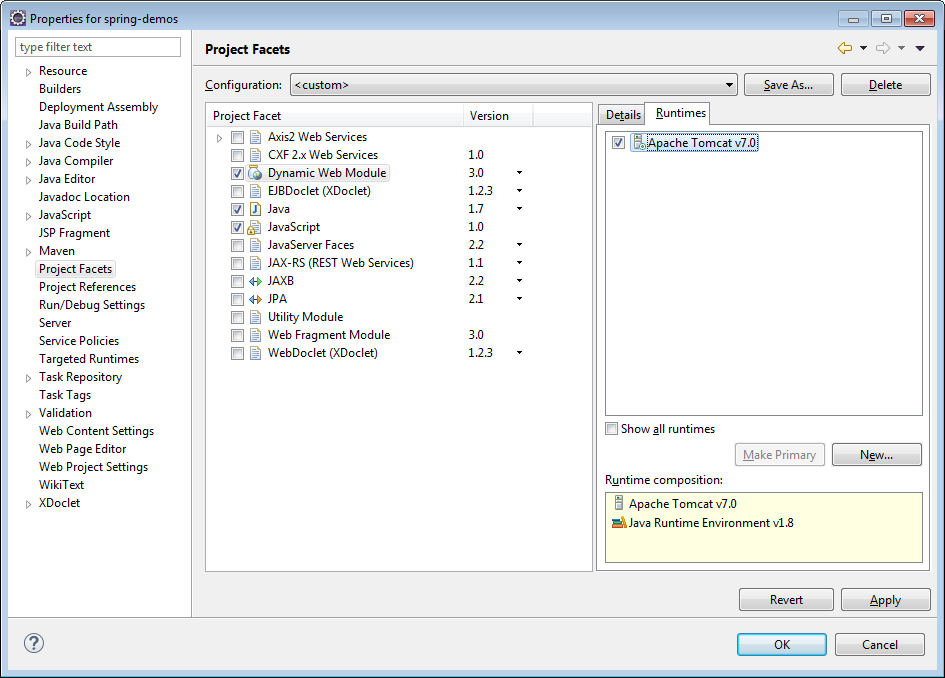 Properties for spring-demos
type filter text
Resource
Builders
Deployment Assembly
Java Build Path
Java Code Style
Java Compiler
Java Editor
Javadoc Location
JavaScript
JSP Fragment
Maven
Project Facets
Project References
Run/Debug Settings
Server
Service Policies
Targeted Runtimes
Task Repository
Task Tags
Validation
Web Content Settings
Web Page Editor
Web Project Settings
WikiText
XDoclet
Project Facets
Configuration: <custom> Save As... Delete
Project Facet Version
Axis2 Web Services
CXF 2.x Web Services 1.0
Dynamic Web Module 3.0
EJBDoclet (XDoclet) 1.2.3
Java 1.7
JavaScript 1.0
JavaServer Faces 2.2
JAX-RS (REST Web Services) 1.1
JAXB 2.2
JPA 2.1
Utility Module
Web Fragment Module 3.0
WebDoclet (XDoclet) 1.2.3
Details Runtimes
Apache Tomcat v7.0
Show all runtimes
Make Primary New...
Runtime composition:
Apache Tomcat v7.0
Java Runtime Environment v1.8
Revert Apply
OK Cancel